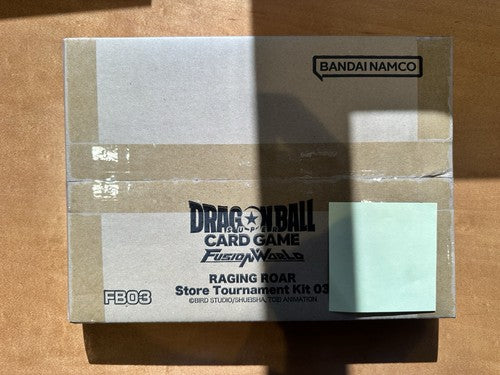 BANDAI NAMCO
DRAGON BALL
SUPER
CARD GAME
FUSION WORLD
RAGING ROAR
Store Tournament Kit 03
FB03
©BIRD STUDIO/SHUEISHA, TOEI ANIMATION